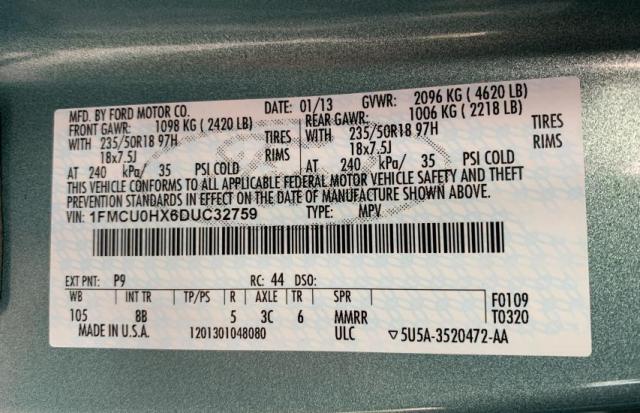 MFD. BY FORD MOTOR CO. DATE: 01/13 GVWR: 2096 KG ( 4620 LB)
FRONT GAWR: 1098 KG ( 2420 LB) REAR GAWR: 1006 KG ( 2218 LB)
WITH 235/50R18 97H TIRES WITH 235/50R18 97H TIRES
18x7.5J RIMS 18x7.5J RIMS
AT 240 kPa/ 35 PSI COLD AT 240 kPa/ 35 PSI COLD
THIS VEHICLE CONFORMS TO ALL APPLICABLE FEDERAL MOTOR VEHICLE SAFETY AND THEFT
PREVENTION STANDARDS IN EFFECT ON THE DATE OF MANUFACTURE SHOWN ABOVE.
VIN: 1FMCU0HX6DUC32759 TYPE: MPV
EXT PNT: P9 RC: 44 DSO:
WB INT TR TP/PS R AXLE TR SPR F0109
105 8B 5 3C 6 MMRR T0320
MADE IN U.S.A. 1201301048080 ULC ▽5U5A-3520472-AA